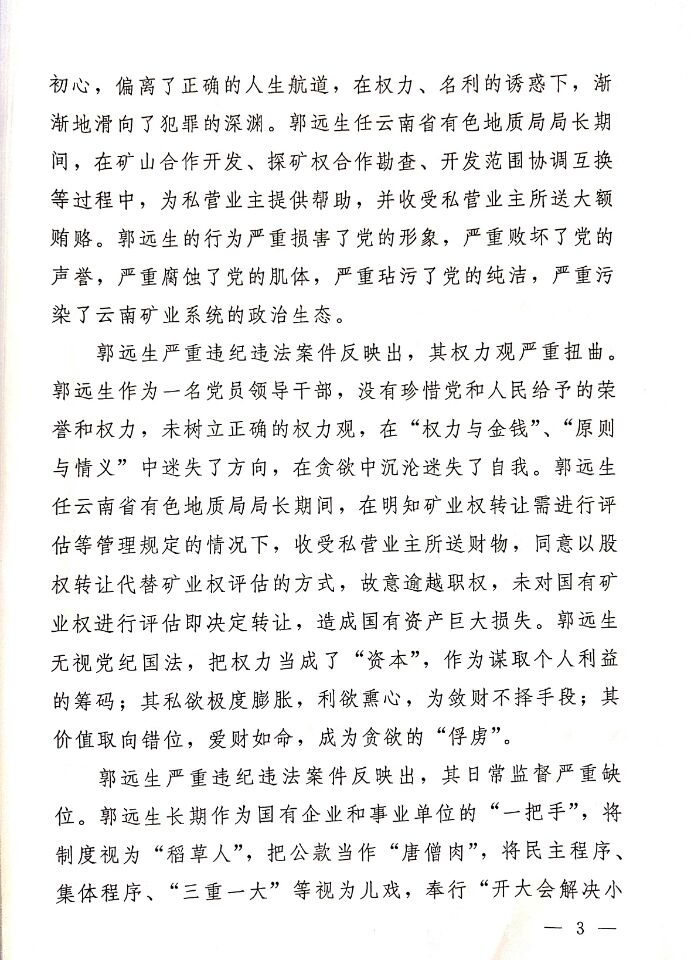 初心，偏离了正确的人生航道，在权力、名利的诱惑下，渐
渐地滑向了犯罪的深渊。郭远生任云南省有色地质局局长期
间，在矿山合作开发、探矿权合作勘查、开发范围协调互换
等过程中，为私营业主提供帮助，并收受私营业主所送大额
贿赂。郭远生的行为严重损害了党的形象，严重败坏了党的
声誉，严重腐蚀了党的肌体，严重玷污了党的纯洁，严重污
染了云南矿业系统的政治生态。
郭远生严重违纪违法案件反映出，其权力观严重扭曲。
郭远生作为一名党员领导干部，没有珍惜党和人民给予的荣
誉和权力，未树立正确的权力观，在“权力与金钱”、“原则
与情义”中迷失了方向，在贪欲中沉沦迷失了自我。郭远生
任云南省有色地质局局长期间，在明知矿业权转让需进行评
估等管理规定的情况下，收受私营业主所送财物，同意以股
权转让代替矿业权评估的方式，故意逾越职权，未对国有矿
业权进行评估即决定转让，造成国有资产巨大损失。郭远生
无视党纪国法，把权力当成了“资本”，作为谋取个人利益
的筹码；其私欲极度膨胀，利欲熏心，为敛财不择手段；其
价值取向错位，爱财如命，成为贪欲的“俘虏”。
郭远生严重违纪违法案件反映出，其日常监督严重缺
位。郭远生长期作为国有企业和事业单位的“一把手”，将
制度视为“稻草人”，把公款当作“唐僧肉”，将民主程序、
集体程序、“三重一大”等视为儿戏，奉行“开大会解决小
— 3 —